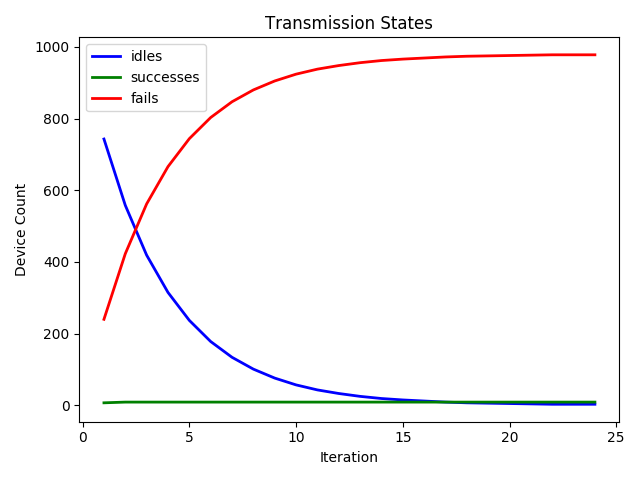 Transmission States
idles
successes
fails
Device Count
1000
800
600
400
200
0
0 5 10 15 20 25
Iteration